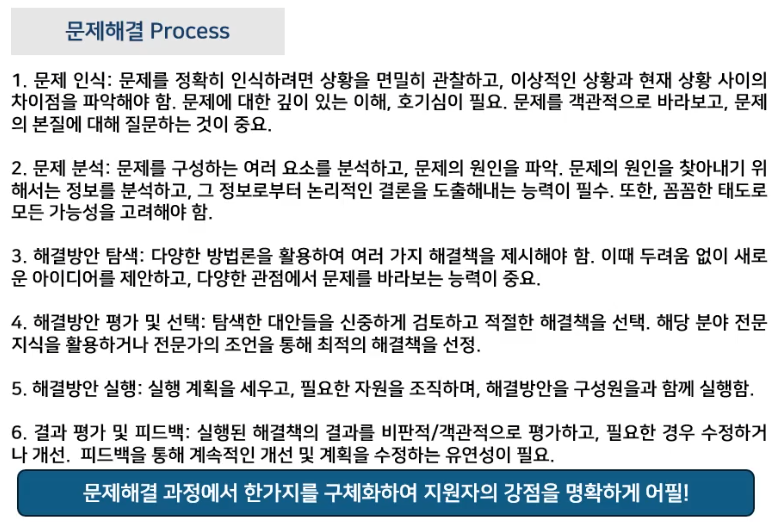 문제해결 Process
1. 문제 인식: 문제를 정확히 인식하려면 상황을 면밀히 관찰하고, 이상적인 상황과 현재 상황 사이의
차이점을 파악해야 함. 문제에 대한 깊이 있는 이해, 호기심이 필요. 문제를 객관적으로 바라보고, 문제
의 본질에 대해 질문하는 것이 중요.
2. 문제 분석: 문제를 구성하는 여러 요소를 분석하고, 문제의 원인을 파악. 문제의 원인을 찾아내기 위
해서는 정보를 분석하고, 그 정보로부터 논리적인 결론을 도출해내는 능력이 필수. 또한, 꼼꼼한 태도로
모든 가능성을 고려해야 함.
3. 해결방안 탐색: 다양한 방법론을 활용하여 여러 가지 해결책을 제시해야 함. 이때 두려움 없이 새로
운 아이디어를 제안하고, 다양한 관점에서 문제를 바라보는 능력이 중요.
4. 해결방안 평가 및 선택: 탐색한 대안들을 신중하게 검토하고 적절한 해결책을 선택. 해당 분야 전문
지식을 활용하거나 전문가의 조언을 통해 최적의 해결책을 선정.
5. 해결방안 실행: 실행 계획을 세우고, 필요한 자원을 조직하며, 해결방안을 구성원을과 함께 실행함.
6. 결과 평가 및 피드백: 실행된 해결책의 결과를 비판적/객관적으로 평가하고, 필요한 경우 수정하거
나 개선. 피드백을 통해 계속적인 개선 및 계획을 수정하는 유연성이 필요.
문제해결 과정에서 한가지를 구체화하여 지원자의 강점을 명확하게 어필!